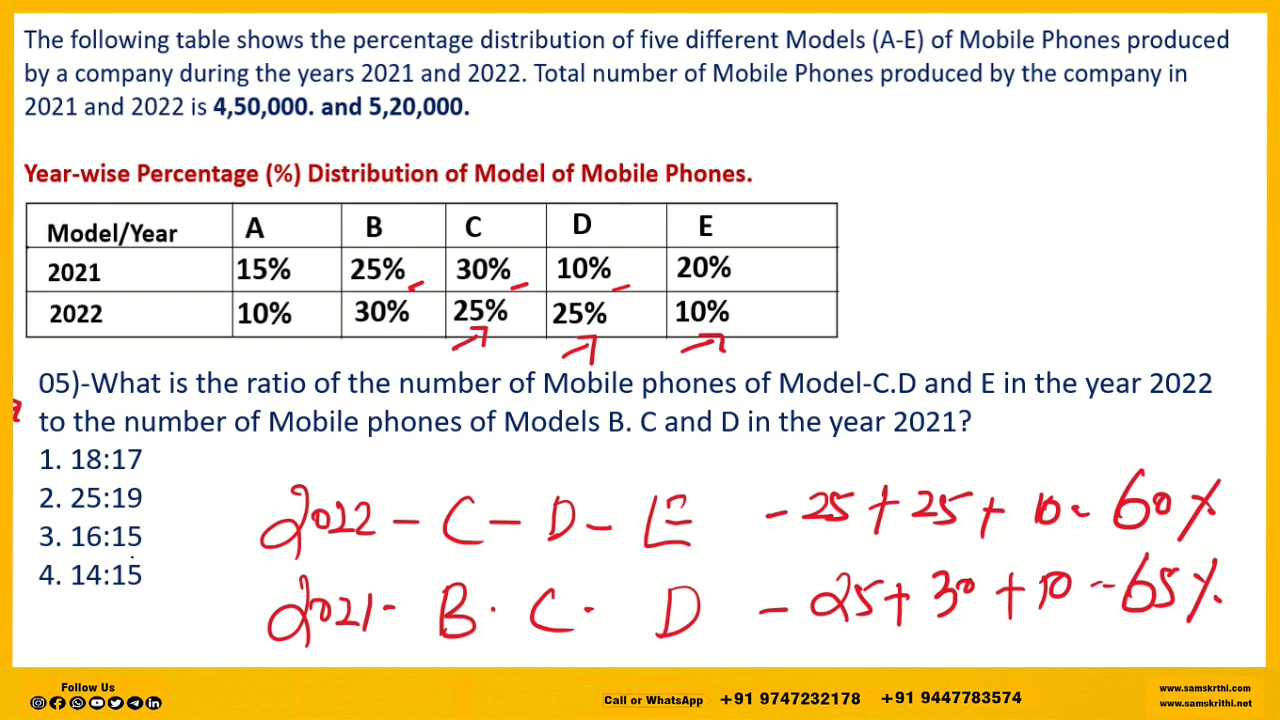 The following table shows the percentage distribution of five different Models (A-E) of Mobile Phones produced
by a company during the years 2021 and 2022. Total number of Mobile Phones produced by the company in
2021 and 2022 is 4,50,000. and 5,20,000.
Year-wise Percentage (%) Distribution of Model of Mobile Phones.
Model/Year A B C D E
2021 15% 25% 30% 10% 20%
2022 10% 30% 25% 25% 10%
05)-What is the ratio of the number of Mobile phones of Model-C.D and E in the year 2022
to the number of Mobile phones of Models B. C and D in the year 2021?
1. 18:17
2. 25:19
3. 16:15
4. 14:15
2022 - C - D - E - 25 + 25 + 10 - 60%
2021 - B . C - D - 25 + 30 + 10 - 65%
Follow Us
Call or WhatsApp +91 9747232178 +91 9447783574
www.samskrthi.com
www.samskrithi.net